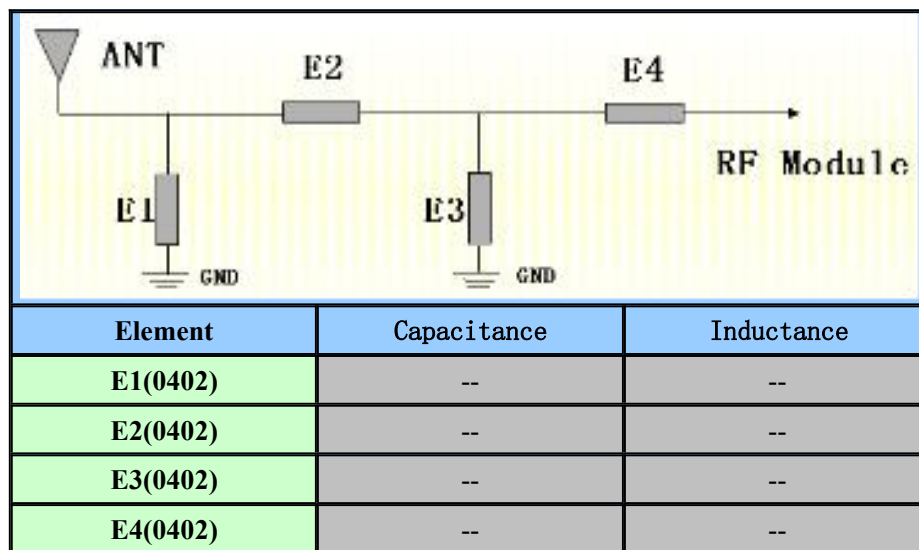 ANT
E2
E4
RF Module
E1
E3
GND
GND
Element Capacitance Inductance
E1(0402) -- --
E2(0402) -- --
E3(0402) -- --
E4(0402) -- --